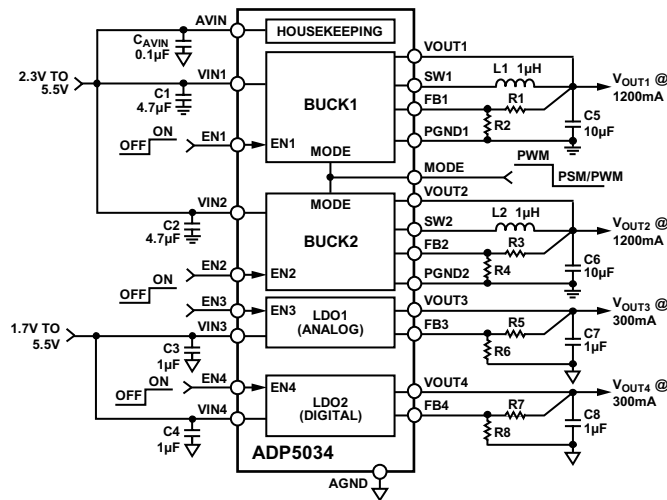 AVIN
HOUSEKEEPING
CAVIN
0.1µF
VOUT1
L1 1µH
2.3V TO
5.5V
VIN1
C1
4.7µF
BUCK1
SW1
FB1
R1
R2
VOUT1 @
1200mA
C5
10µF
PGND1
ON
OFF
EN1
EN1
MODE
MODE
PWM
PSM/PWM
MODE
VOUT2
VIN2
C2
4.7µF
BUCK2
SW2
L2 1µH
FB2
R3
R4
VOUT2 @
1200mA
C6
10µF
PGND2
EN2
EN2
ON
OFF
EN3
EN3
LDO1
(ANALOG)
VOUT3
VOUT3 @
300mA
1.7V TO
5.5V
VIN3
C3
1µF
FB3
R5
R6
C7
1µF
ON
OFF
EN4
EN4
LDO2
(DIGITAL)
VOUT4
VOUT4 @
300mA
VIN4
C4
1µF
FB4
R7
R8
C8
1µF
ADP5034
AGND